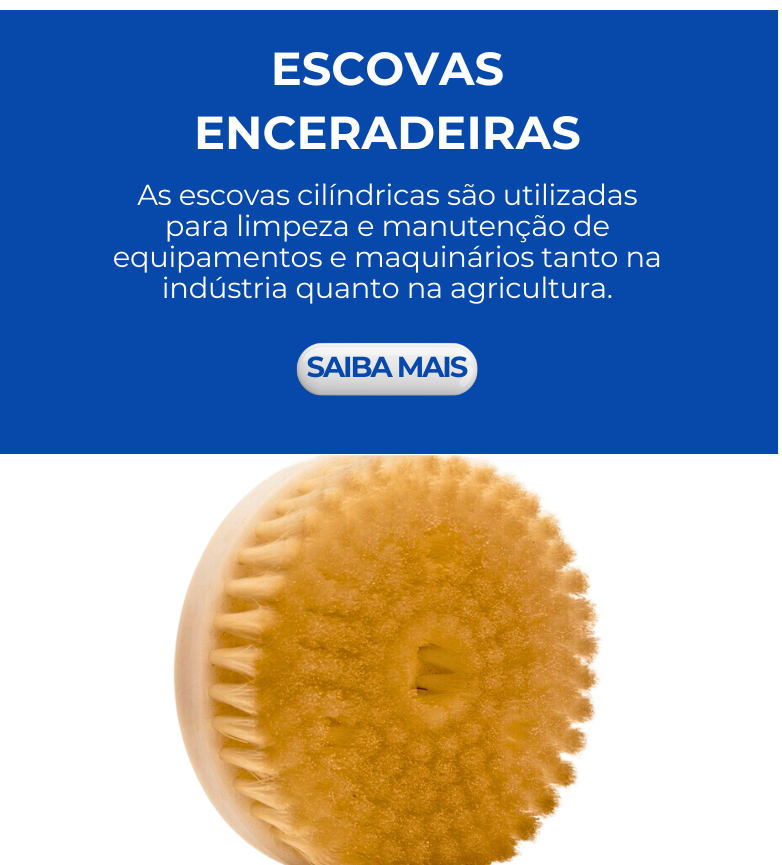 ESCOVAS
ENCERADEIRAS
As escovas cilíndricas são utilizadas
para limpeza e manutenção de
equipamentos e maquinários tanto na
indústria quanto na agricultura.
SAIBA MAIS